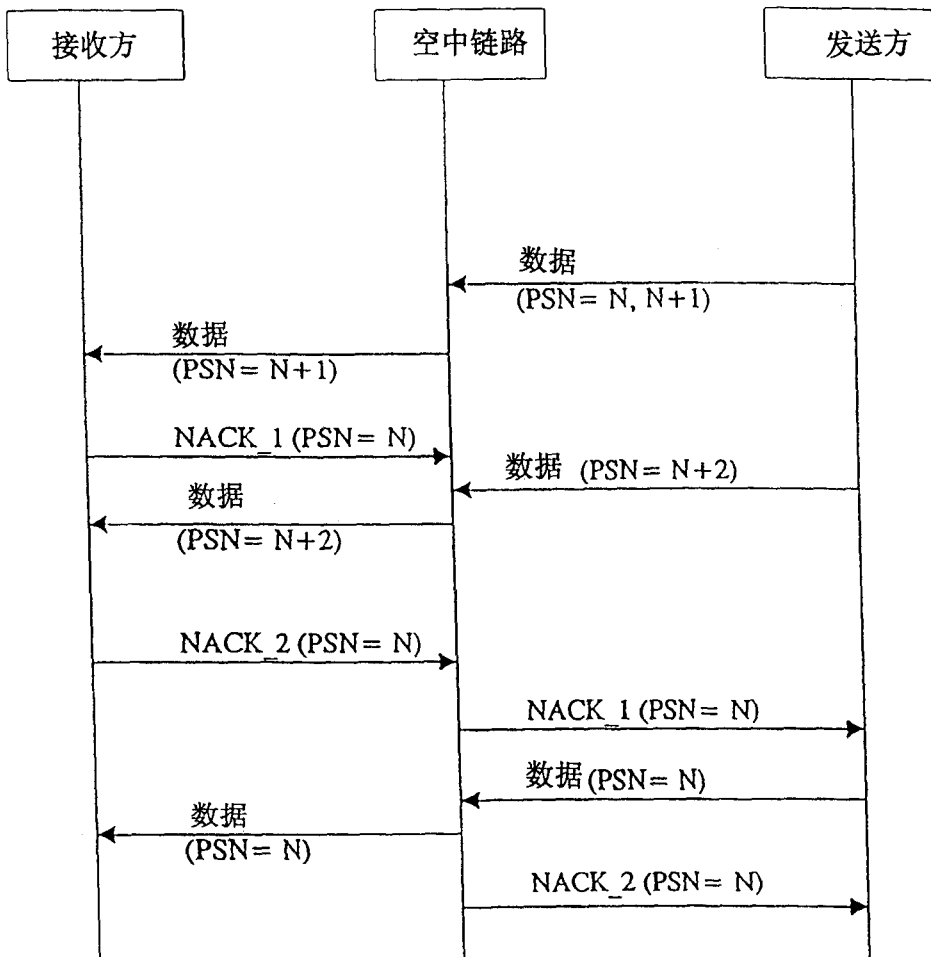 接收方
空中链路
发送方
数据
(PSN= N, N+1)
数据
(PSN= N+1)
NACK_1 (PSN= N)
数据 (PSN= N+2)
数据
(PSN= N+2)
NACK_2 (PSN= N)
NACK_1 (PSN= N)
数据 (PSN= N)
数据
(PSN= N)
NACK_2 (PSN= N)